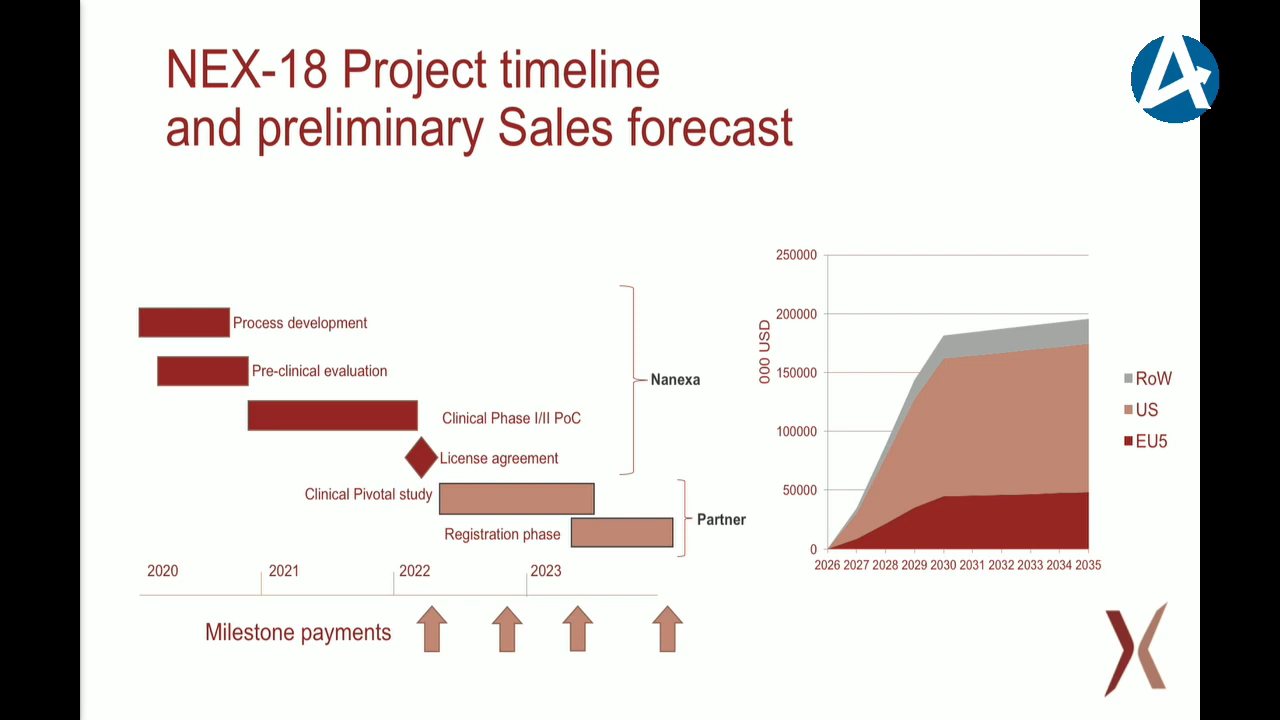 NEX-18 Project timeline
and preliminary Sales forecast
Process development
Pre-clinical evaluation
Clinical Phase I/II PoC
License agreement
Clinical Pivotal study
Registration phase
Nanexa
Partner
2020 2021 2022 2023
Milestone payments
000 USD
250000
200000
150000
100000
50000
0
2026 2027 2028 2029 2030 2031 2032 2033 2034 2035
RoW
US
EU5